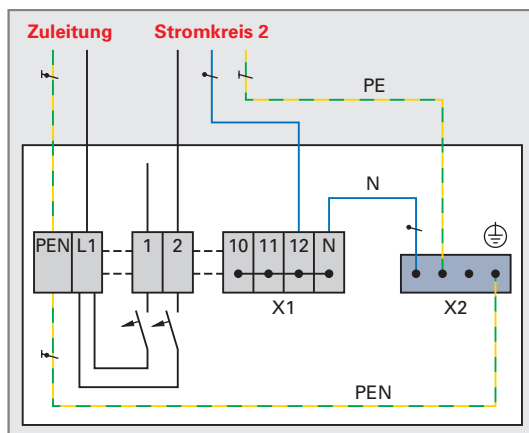 Zuleitung Stromkreis 2
PE
N
PEN L1 1 2 10 11 12 N
X1 X2
PEN